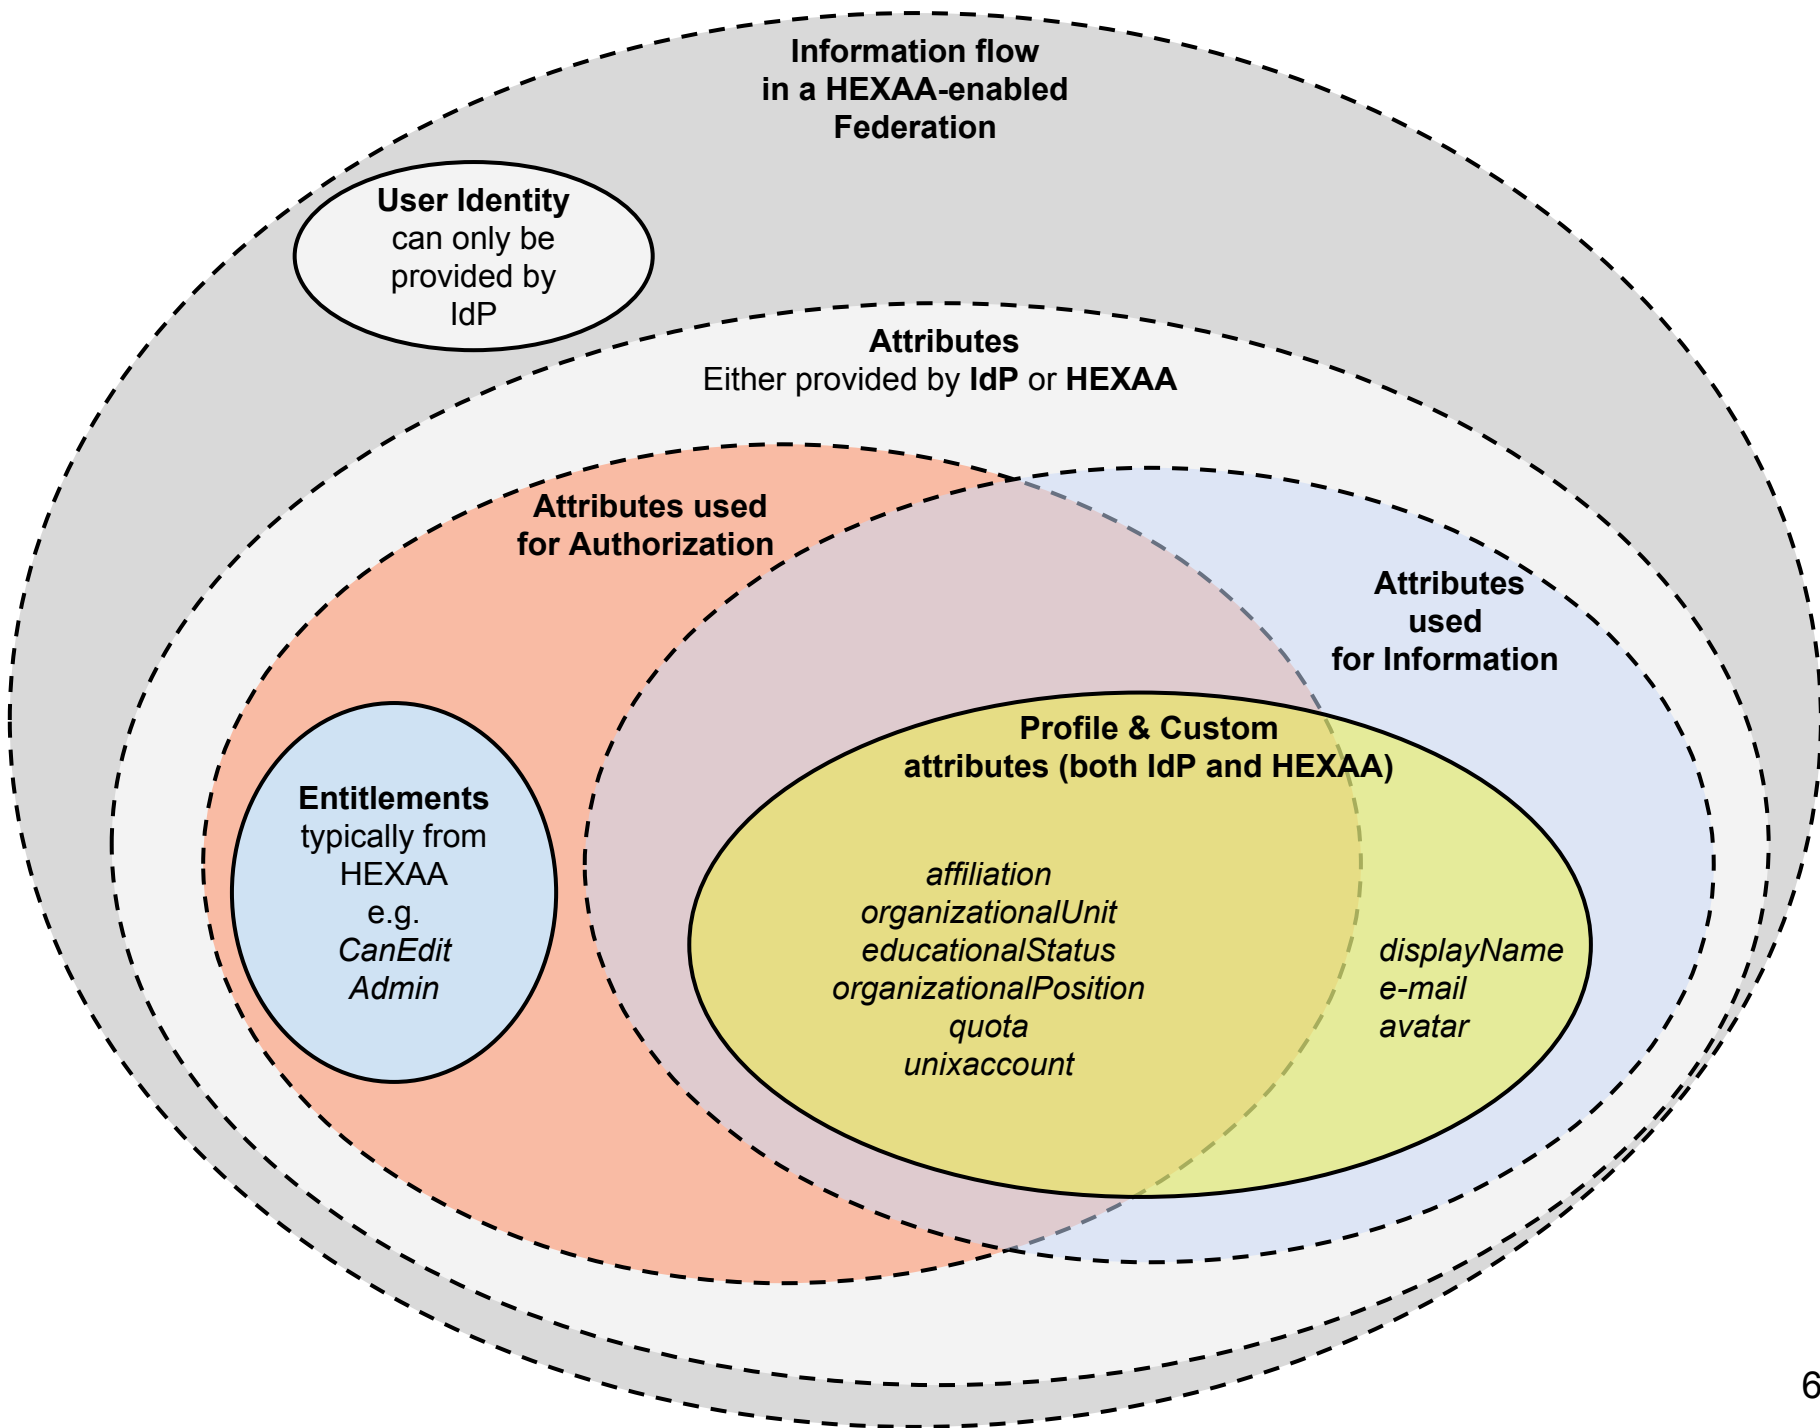 Information flow
in a HEXAA-enabled
Federation
User Identity
can only be
provided by
IdP
Attributes
Either provided by IdP or HEXAA
Attributes used
for Authorization
Attributes
used
for Information
Profile & Custom
attributes (both IdP and HEXAA)
Entitlements
typically from
HEXAA
e.g.
CanEdit
Admin
affiliation
organizationalUnit
educationalStatus
organizationalPosition
quota
unixaccount
displayName
e-mail
avatar
6